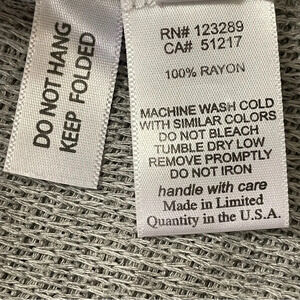 DO NOT HANG
KEEP FOLDED
RN# 123289
CA# 51217
100% RAYON
MACHINE WASH COLD
WITH SIMILAR COLORS
DO NOT BLEACH
TUMBLE DRY LOW
REMOVE PROMPTLY
DO NOT IRON
handle with care
Made in Limited
Quantity in the U.S.A.